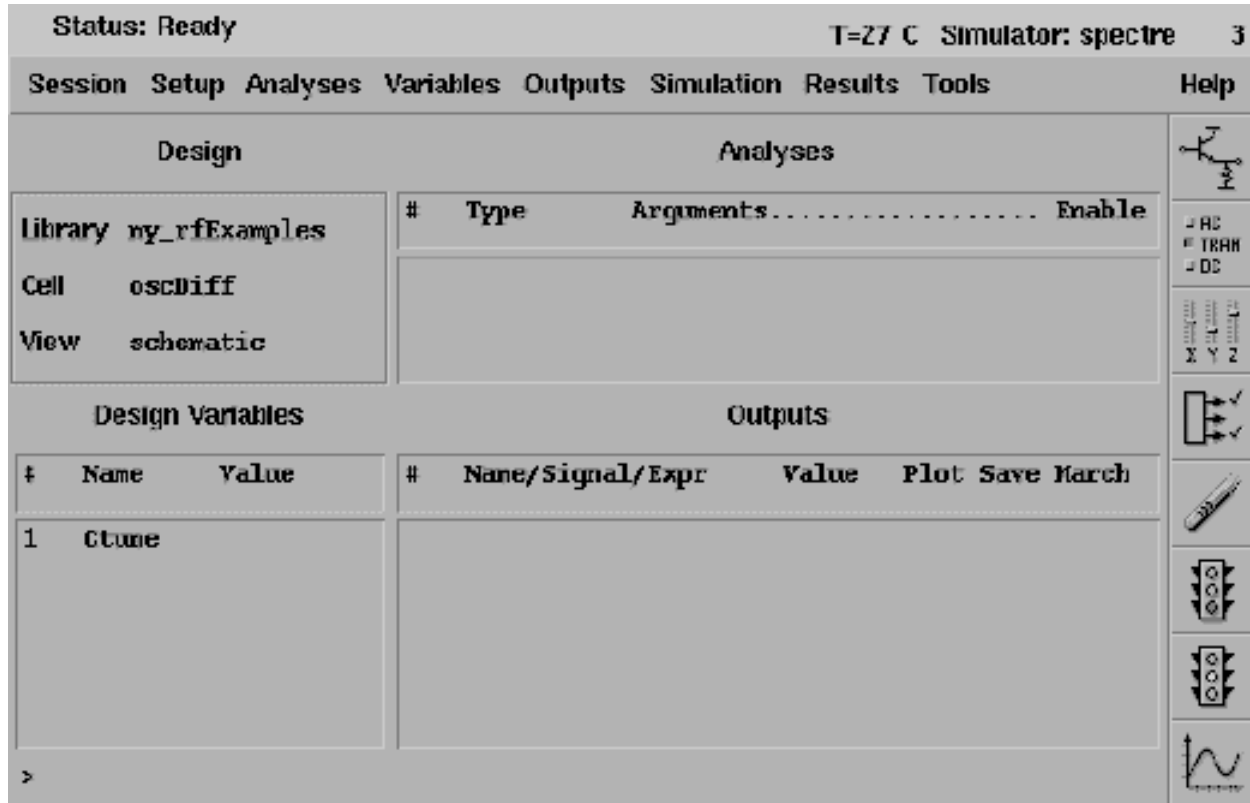 Status: Ready
T=27 C Simulator: spectre 3
Session Setup Analyses Variables Outputs Simulation Results Tools Help
Design
Analyses
Library my_rfExamples
Cell oscDiff
View schematic
# Type Arguments................... Enable
AC
TRAN
DC
X Y Z
Design Variables
Outputs
# Name Value
# Name/Signal/Expr Value Plot Save March
1 Ctune
>